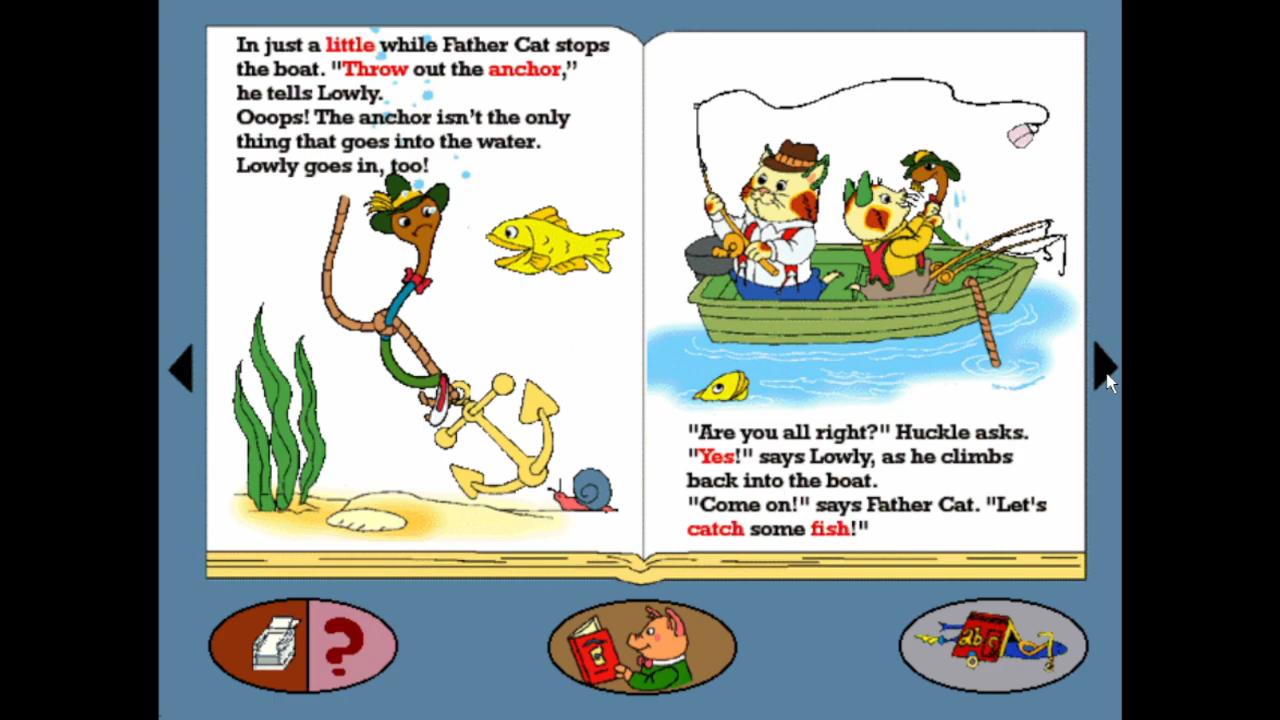 In just a little while Father Cat stops
the boat. "Throw out the anchor,”
he tells Lowly.
Ooops! The anchor isn't the only
thing that goes into the water.
Lowly goes in, too!
"Are you all right?" Huckle asks.
"Yes!" says Lowly, as he climbs
back into the boat.
"Come on!" says Father Cat. "Let's
catch some fish!"
?
abc